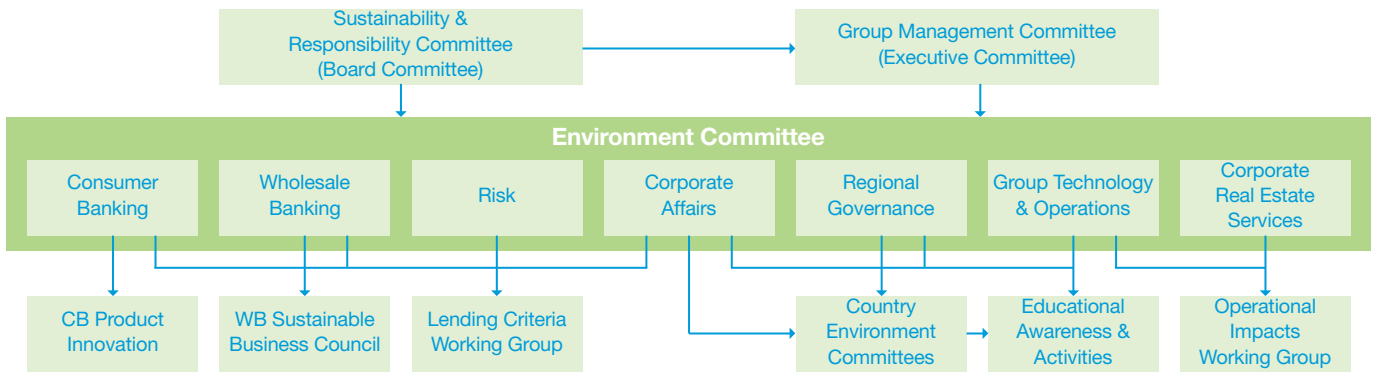 Sustainability &
Responsibility Committee
(Board Committee)
Group Management Committee
(Executive Committee)
Environment Committee
Consumer
Banking
Wholesale
Banking
Risk
Corporate
Affairs
Regional
Governance
Group Technology
& Operations
Corporate
Real Estate
Services
CB Product
Innovation
WB Sustainable
Business Council
Lending Criteria
Working Group
Country
Environment
Committees
Educational
Awareness &
Activities
Operational
Impacts
Working Group